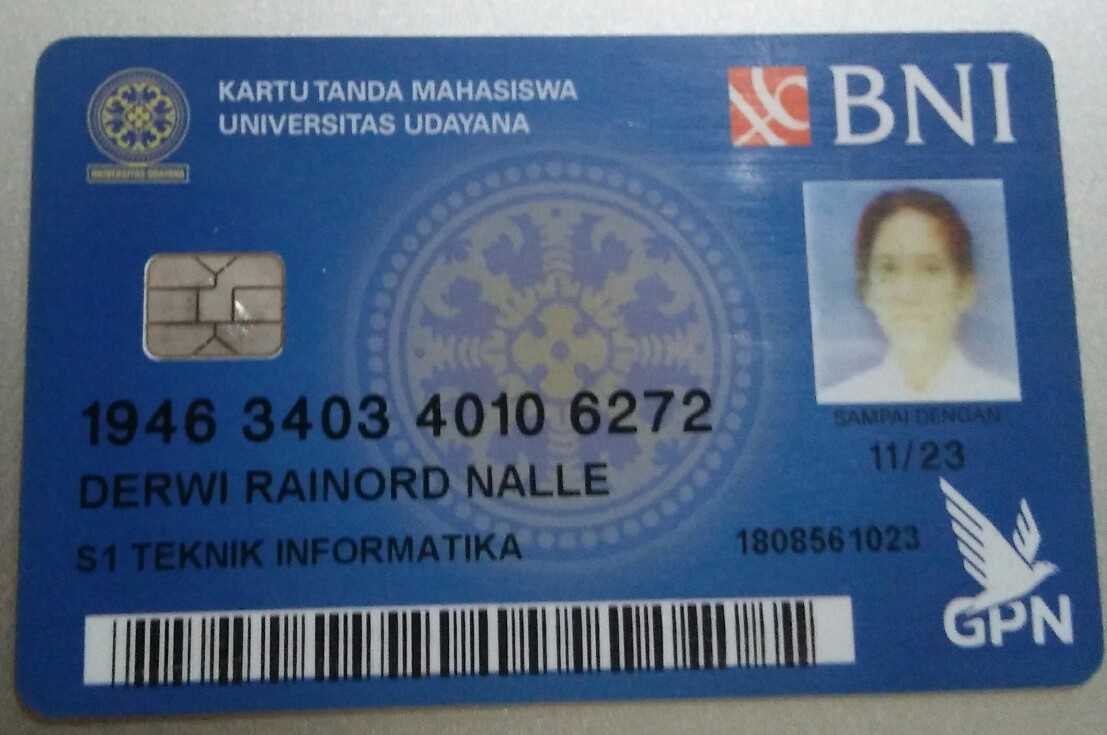 KARTU TANDA MAHASISWA
UNIVERSITAS UDAYANA
BNI
UNIVERSITAS UDAYANA
1946 3403 4010 6272
SAMPAI DENGAN
11/23
DERWI RAINORD NALLE
S1 TEKNIK INFORMATIKA
1808561023
GPN